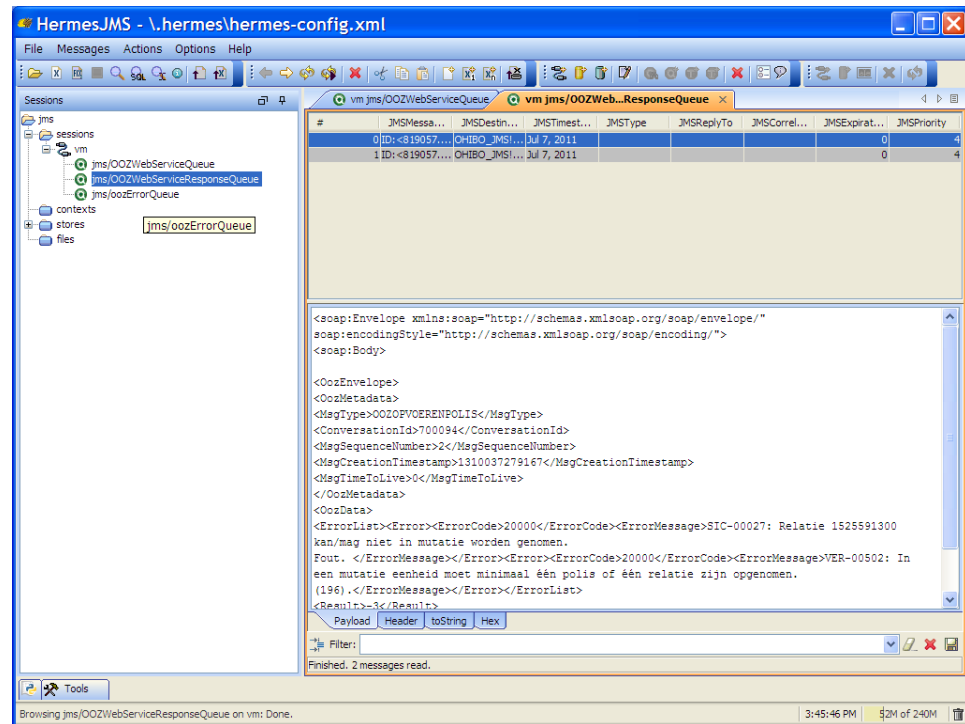 HermesJMS - \.hermes\hermes-config.xml
File Messages Actions Options Help
Sessions
jms
sessions
vm
jms/OOZWebServiceQueue
jms/OOZWebServiceResponseQueue
jms/oozErrorQueue
contexts
stores
files
jms/oozErrorQueue
vm jms/OOZWebServiceQueue vm jms/OOZWeb...ResponseQueue
# JMSMessa... JMSDestin... JMSTimest... JMSType JMSReplyTo JMSCorrel... JMSExpirat... JMSPriority
0 ID:<819057.... OHIBO_JMS!... Jul 7, 2011 0 4
1 ID:<819057.... OHIBO_JMS!... Jul 7, 2011 0 4
<soap:Envelope xmlns:soap="http://schemas.xmlsoap.org/soap/envelope/"
soap:encodingStyle="http://schemas.xmlsoap.org/soap/encoding/">
<soap:Body>
<OozEnvelope>
<OozMetadata>
<MsgType>OOZOPVOERENPOLIS</MsgType>
<ConversationId>700094</ConversationId>
<MsgSequenceNumber>2</MsgSequenceNumber>
<MsgCreationTimestamp>1310037279167</MsgCreationTimestamp>
<MsgTimeToLive>0</MsgTimeToLive>
</OozMetadata>
<OozData>
<ErrorList><Error><ErrorCode>20000</ErrorCode><ErrorMessage>SIC-00027: Relatie 1525591300
kan/mag niet in mutatie worden genomen.
Fout. </ErrorMessage></Error><Error><ErrorCode>20000</ErrorCode><ErrorMessage>VER-00502: In
een mutatie eenheid moet minimaal één polis of één relatie zijn opgenomen.
(196).</ErrorMessage></Error></ErrorList>
<Result>-3</Result>
Payload Header toString Hex
Filter:
Finished. 2 messages read.
Tools
Browsing jms/OOZWebServiceResponseQueue on vm: Done.
3:45:46 PM 52M of 240M